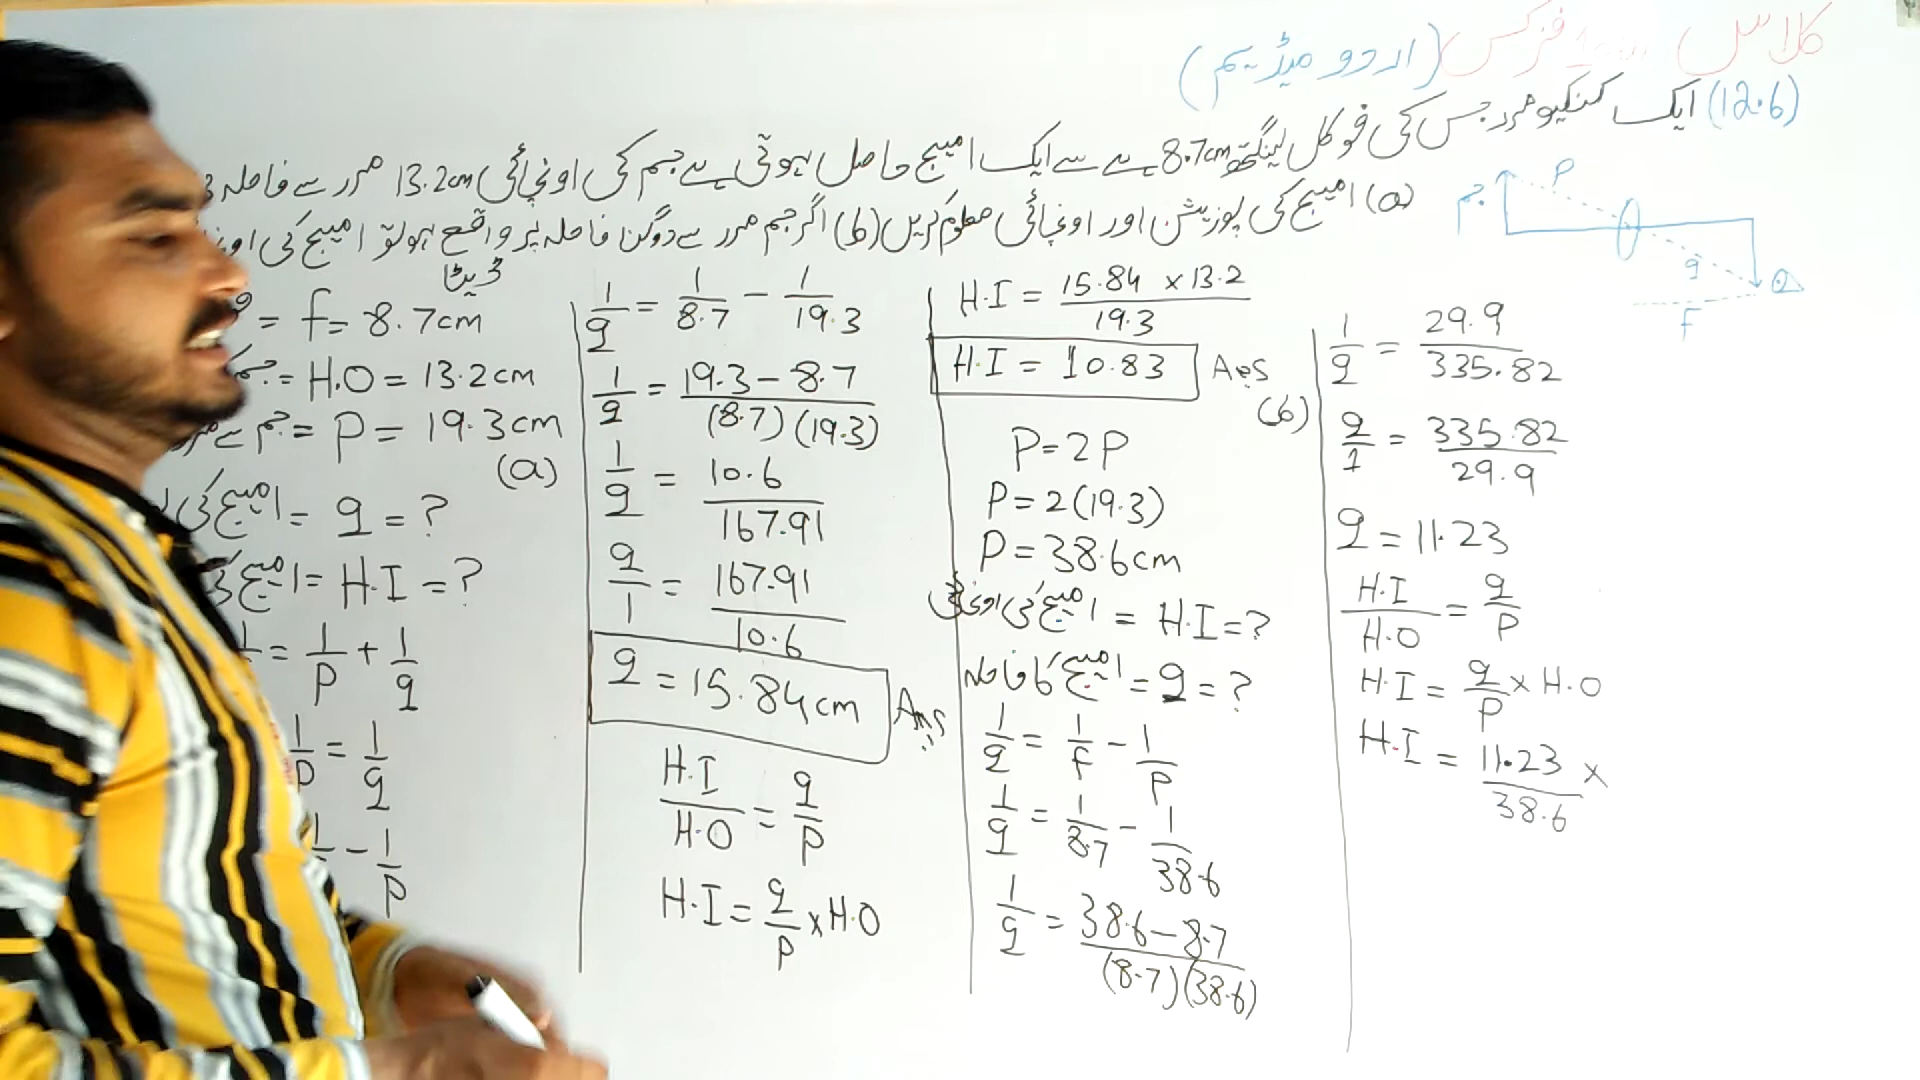 کلاس فزکس (اردو میڈیم)
(12.6) ایک کنکیو مرر جس کی فوکل لینگتھ 8.7cm ہے سے ایک امیج حاصل ہوتی ہے جسم کی اونچائی 13.2cm مرر سے فاصلہ
(a) امیج کی پوزیشن اور اونچائی معلوم کریں (b) اگر جسم مرر سے دوگنا فاصلہ پر واقع ہو تو امیج کی
جسم
P
q
F
ڈیٹا
= f = 8.7cm
= H.O = 13.2cm
= P = 19.3cm
(a)
امیج کی = q = ?
امیج = H.I = ?
= 1/P + 1/q
1/P = 1/q
- 1/P
1/q = 1/8.7 - 1/19.3
1/q = 19.3 - 8.7/(8.7)(19.3)
1/q = 10.6/167.91
q/1 = 167.91/10.6
q = 15.84cm Ans
H.I/H.O = q/P
H.I = q/P x H.O
H.I = 15.84 x 13.2/19.3
H.I = 10.83 Ans
(b)
P = 2P
P = 2(19.3)
P = 38.6cm
امیج کی اونچائی = H.I = ?
امیج کا فاصلہ = q = ?
1/q = 1/f - 1/P
1/q = 1/8.7 - 1/38.6
1/q = 38.6 - 8.7/(8.7)(38.6)
1/q = 29.9/335.82
q/1 = 335.82/29.9
q = 11.23
H.I/H.O = q/P
H.I = q/P x H.O
H.I = 11.23/38.6 x